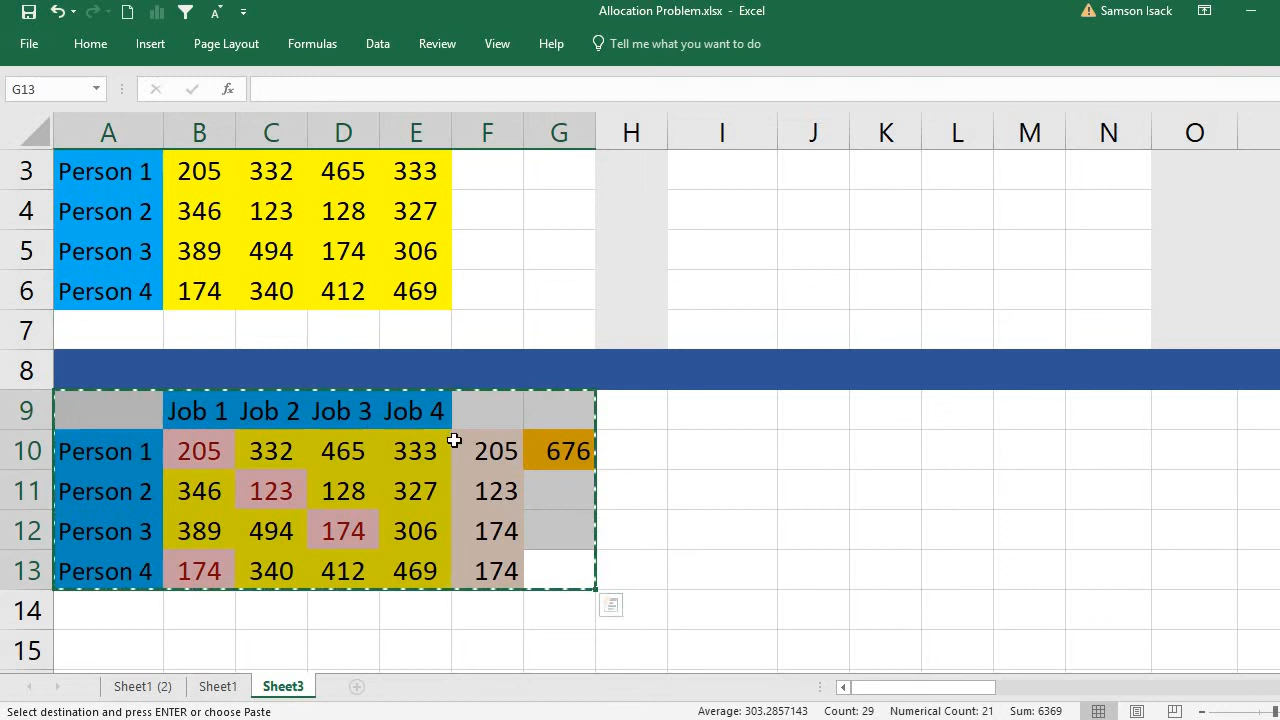 Allocation Problem.xlsx - Excel
Samson Isack
File Home Insert Page Layout Formulas Data Review View Help Tell me what you want to do
G13 fx
A B C D E F G H I J K L M N O
3 Person 1 205 332 465 333
4 Person 2 346 123 128 327
5 Person 3 389 494 174 306
6 Person 4 174 340 412 469
7
8
9 Job 1 Job 2 Job 3 Job 4
10 Person 1 205 332 465 333 205 676
11 Person 2 346 123 128 327 123
12 Person 3 389 494 174 306 174
13 Person 4 174 340 412 469 174
14
15
Sheet1 (2) Sheet1 Sheet3
Select destination and press ENTER or choose Paste Average: 303.2857143 Count: 29 Numerical Count: 21 Sum: 6369